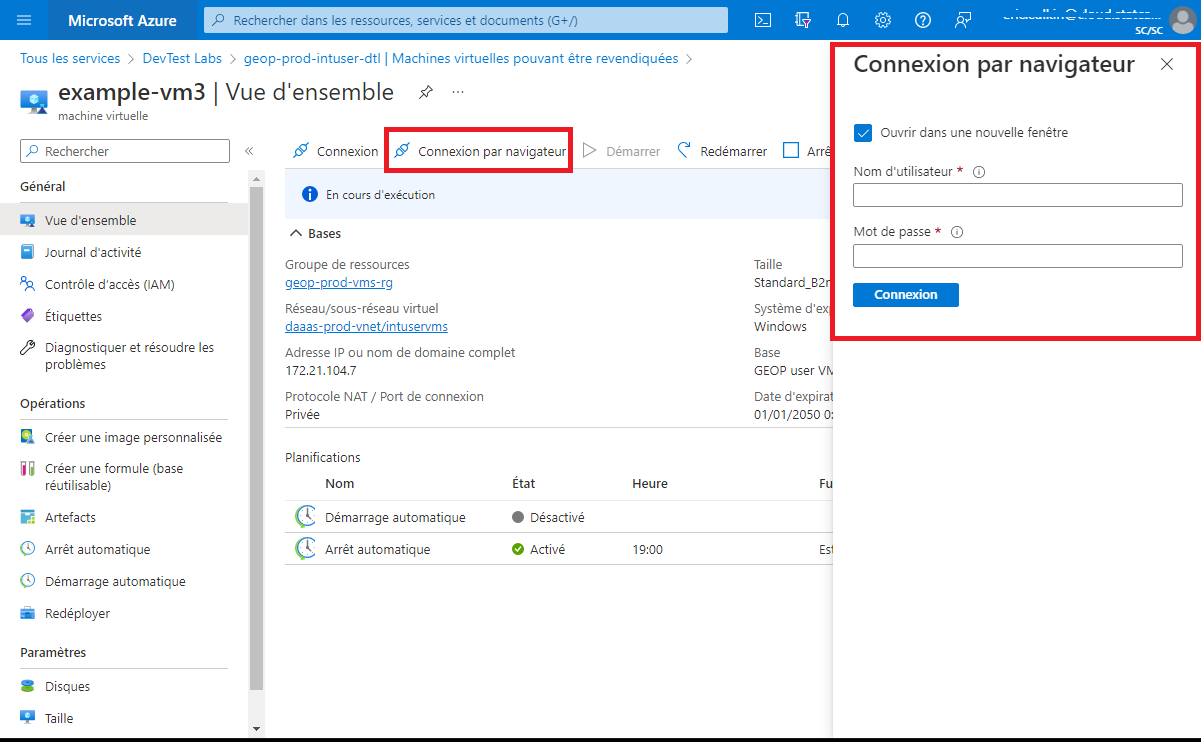 Microsoft Azure
Rechercher dans les ressources, services et documents (G+/)
SC/SC
Tous les services > DevTest Labs > geop-prod-intuser-dtl | Machines virtuelles pouvant être revendiquées >
example-vm3 | Vue d'ensemble ...
machine virtuelle
Rechercher
«
Général
Vue d'ensemble
Journal d'activité
Contrôle d'accès (IAM)
Étiquettes
Diagnostiquer et résoudre les
problèmes
Opérations
Créer une image personnalisée
Créer une formule (base
réutilisable)
Artefacts
Arrêt automatique
Démarrage automatique
Redéployer
Paramètres
Disques
Taille
Connexion
Connexion par navigateur
Démarrer
Redémarrer
Arrê
En cours d'exécution
Bases
Groupe de ressources
geop-prod-vms-rg
Réseau/sous-réseau virtuel
daaas-prod-vnet/intuservms
Adresse IP ou nom de domaine complet
172.21.104.7
Protocole NAT / Port de connexion
Privée
Taille
Standard_B2m
Système d'exp
Windows
Base
GEOP user VM
Date d'expirat
01/01/2050 0:
Planifications
Nom État Heure Fu
Démarrage automatique Désactivé
Arrêt automatique Activé 19:00 Est
Connexion par navigateur
Ouvrir dans une nouvelle fenêtre
Nom d'utilisateur *
Mot de passe *
Connexion